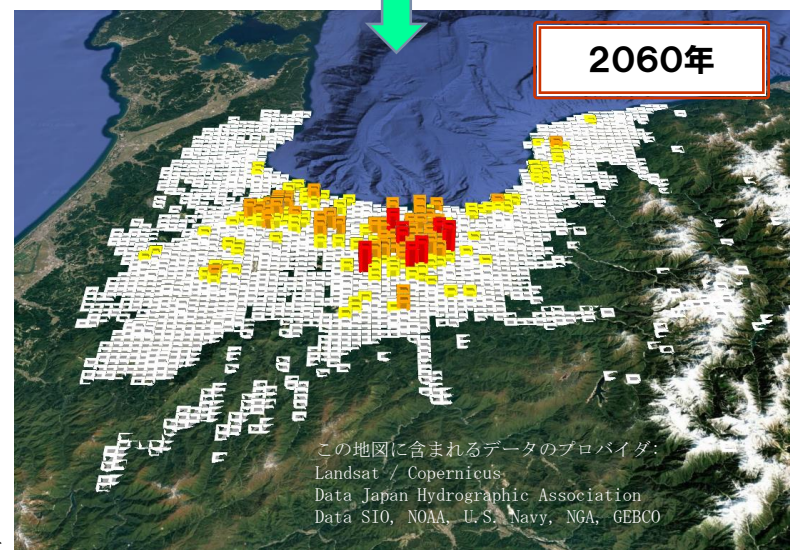 2060年
この地図に含まれるデータのプロバイダ:
Landsat / Copernicus
Data Japan Hydrographic Association
Data SIO, NOAA, U.S. Navy, NGA, GEBCO